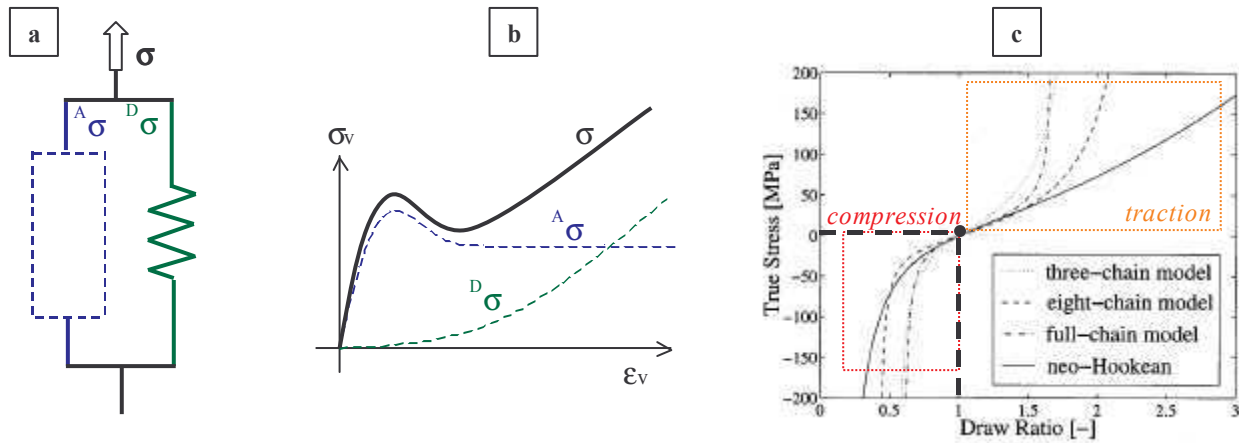 a
σ
ᴬσ
ᴰσ
b
σᵥ
σ
ᴬσ
ᴰσ
εᵥ
c
True Stress [MPa]
200
150
100
50
0
-50
-100
-150
-200
compression
traction
three-chain model
eight-chain model
full-chain model
neo-Hookean
0
0.5
1
1.5
2
2.5
3
Draw Ratio [-]